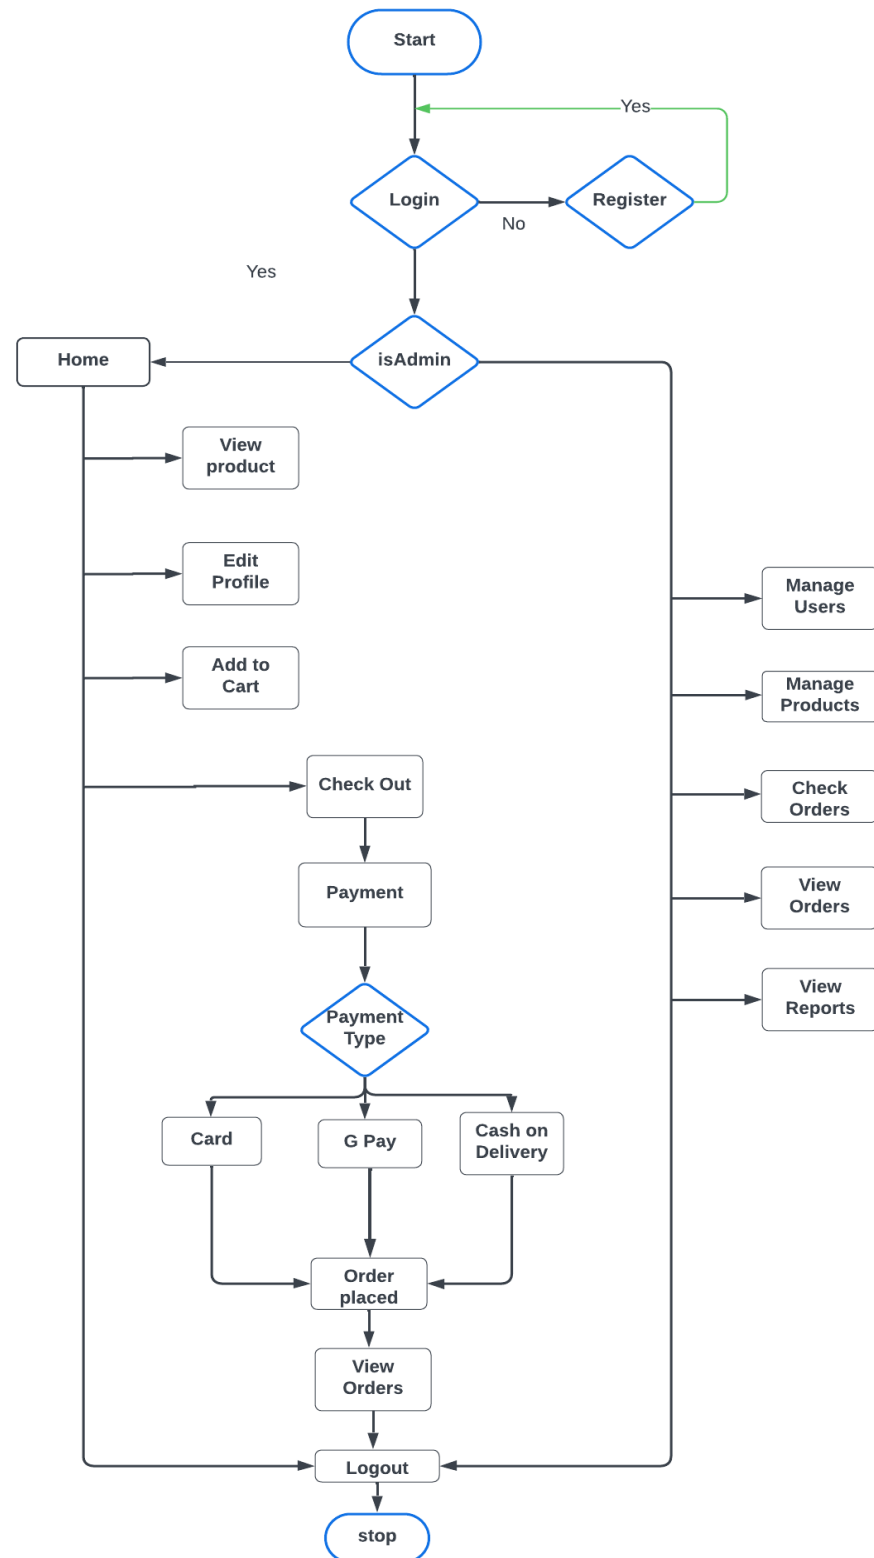 Start
Yes
Login
Register
No
Yes
Home
isAdmin
View
product
Edit
Profile
Manage
Users
Add to
Cart
Manage
Products
Check Out
Check
Orders
Payment
View
Orders
View
Reports
Payment
Type
Card
G Pay
Cash on
Delivery
Order
placed
View
Orders
Logout
stop